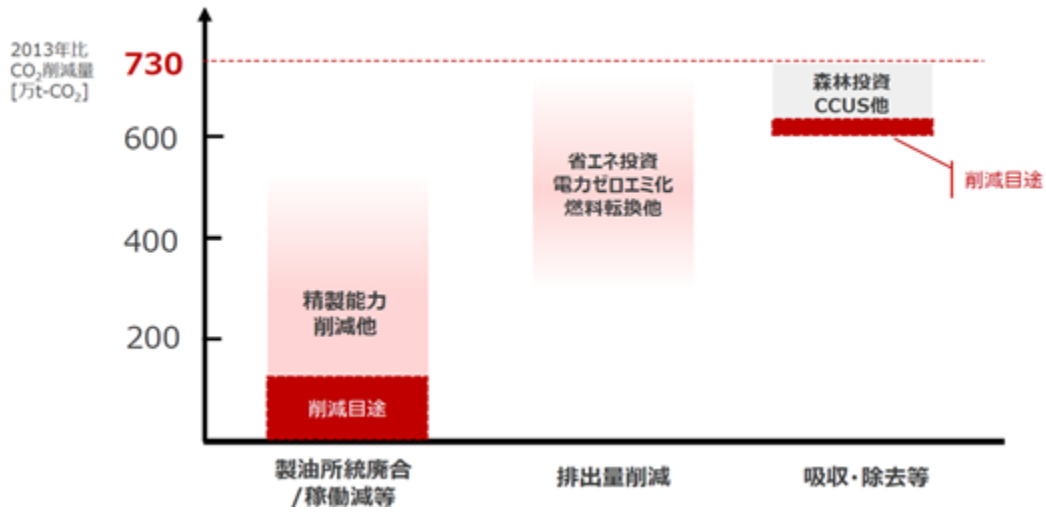 2013年比
CO₂削減量
[万t-CO₂]
730
600
400
200
精製能力
削減他
削減目途
省エネ投資
電力ゼロエミ化
燃料転換他
森林投資
CCUS他
削減目途
製油所統廃合
/稼働減等
排出量削減
吸収・除去等